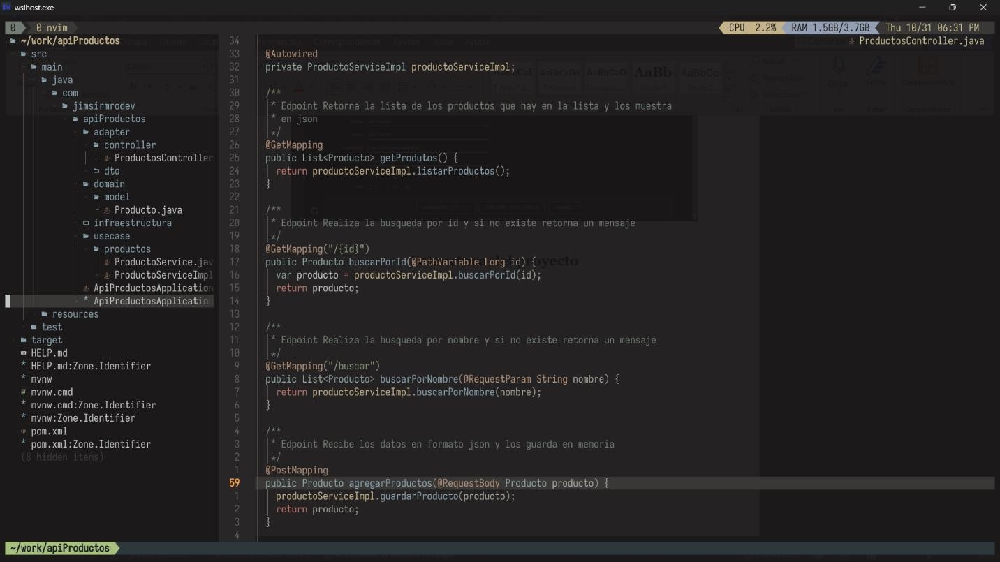 wslhost.exe
0 0 nvim CPU 2.2% RAM 1.5GB/3.7GB Thu 10/31 06:31 PM
~/work/apiProductos
src
main
java
com
jimsirmrodev
apiProductos
adapter
controller
ProductosController
dto
domain
model
Producto.java
infraestructura
usecase
productos
ProductoService.jav
ProductoServiceImpl
ApiProductosApplication
* ApiProductosApplicatio
resources
test
target
HELP.md
* HELP.md:Zone.Identifier
* mvnw
mvnw.cmd
* mvnw.cmd:Zone.Identifier
* mvnw:Zone.Identifier
pom.xml
* pom.xml:Zone.Identifier
(8 hidden items)
ProductosController.java
34
33 @Autowired
32 private ProductoServiceImpl productoServiceImpl;
31
30 /**
29 * Edpoint Retorna la lista de los productos que hay en la lista y los muestra
28 * en json
27 */
26 @GetMapping
25 public List<Producto> getProdutos() {
24 return productoServiceImpl.listarProductos();
23 }
22
21 /**
20 * Edpoint Realiza la busqueda por id y si no existe retorna un mensaje
19 */
18 @GetMapping("/{id}")
17 public Producto buscarPorId(@PathVariable Long id) {
16 var producto = productoServiceImpl.buscarPorId(id);
15 return producto;
14 }
13
12 /**
11 * Edpoint Realiza la busqueda por nombre y si no existe retorna un mensaje
10 */
9 @GetMapping("/buscar")
8 public List<Producto> buscarPorNombre(@RequestParam String nombre) {
7 return productoServiceImpl.buscarPorNombre(nombre);
6 }
5
4 /**
3 * Edpoint Recibe los datos en formato json y los guarda en memoria
2 */
1 @PostMapping
59 public Producto agregarProductos(@RequestBody Producto producto) {
1 productoServiceImpl.guardarProducto(producto);
2 return producto;
3 }
4
~/work/apiProductos